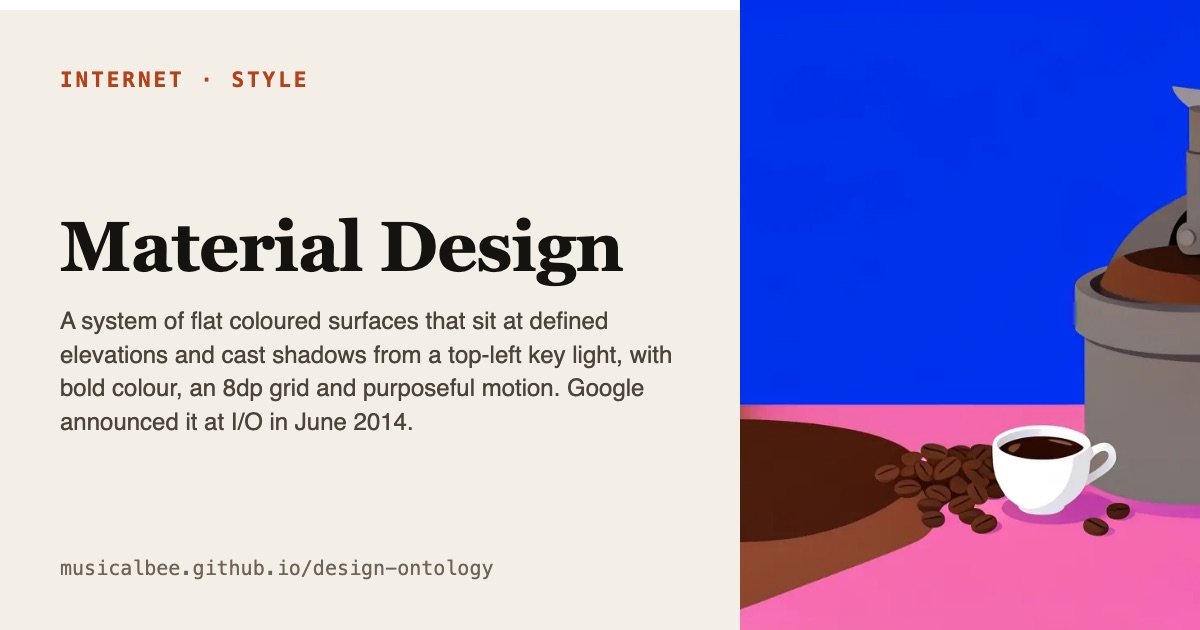 INTERNET · STYLE
Material Design
A system of flat coloured surfaces that sit at defined
elevations and cast shadows from a top-left key light, with
bold colour, an 8dp grid and purposeful motion. Google
announced it at I/O in June 2014.
musicalbee.github.io/design-ontology